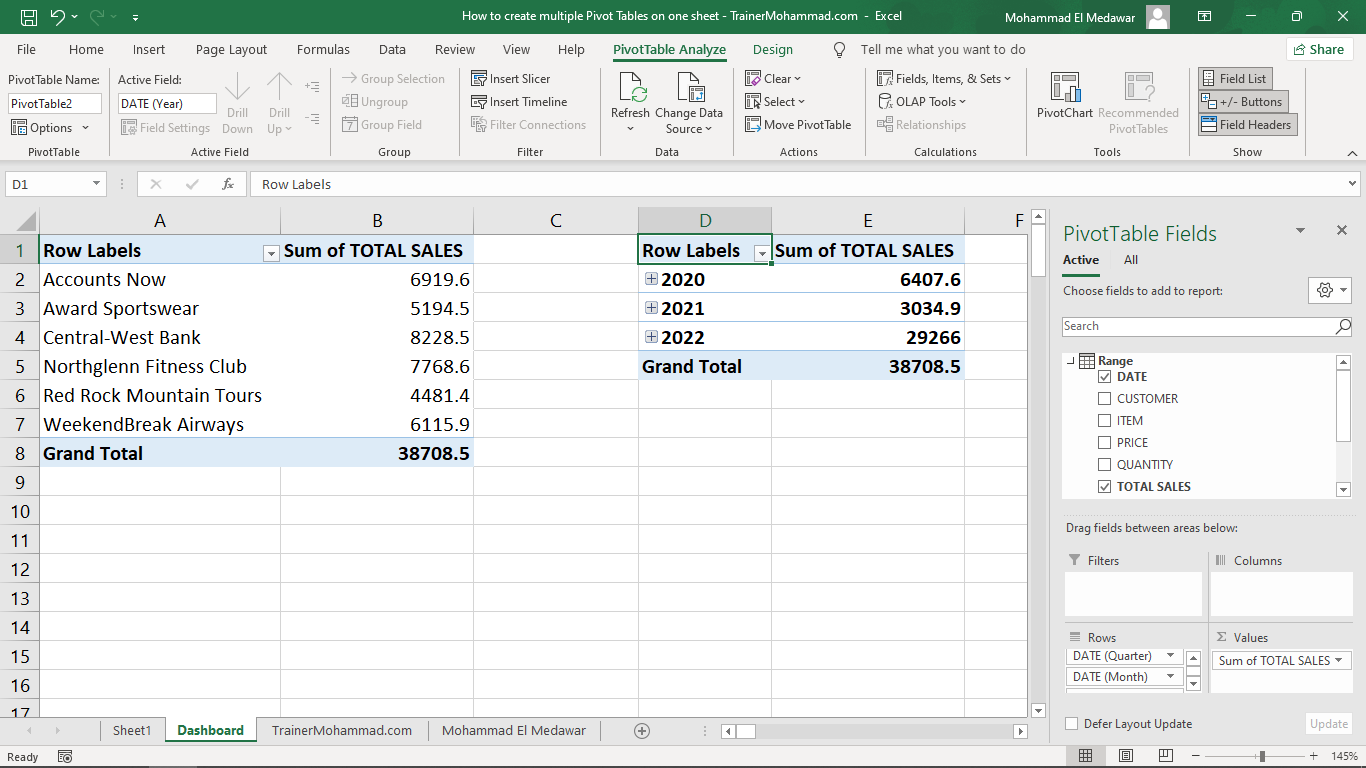 How to create multiple Pivot Tables on one sheet - TrainerMohammad.com - Excel
Mohammad El Medawar
File Home Insert Page Layout Formulas Data Review View Help PivotTable Analyze Design Tell me what you want to do Share
PivotTable Name:
PivotTable2
Options
PivotTable
Active Field:
DATE (Year)
Field Settings
Drill Down
Drill Up
Active Field
Group Selection
Ungroup
Group Field
Group
Insert Slicer
Insert Timeline
Filter Connections
Filter
Refresh
Change Data Source
Data
Clear
Select
Move PivotTable
Actions
Fields, Items, & Sets
OLAP Tools
Relationships
Calculations
PivotChart
Recommended PivotTables
Tools
Field List
+/- Buttons
Field Headers
Show
D1 fx Row Labels
A B C D E F
1 Row Labels Sum of TOTAL SALES Row Labels Sum of TOTAL SALES
2 Accounts Now 6919.6 2020 6407.6
3 Award Sportswear 5194.5 2021 3034.9
4 Central-West Bank 8228.5 2022 29266
5 Northglenn Fitness Club 7768.6 Grand Total 38708.5
6 Red Rock Mountain Tours 4481.4
7 WeekendBreak Airways 6115.9
8 Grand Total 38708.5
9
10
11
12
13
14
15
16
17
PivotTable Fields
Active All
Choose fields to add to report:
Search
Range
DATE
CUSTOMER
ITEM
PRICE
QUANTITY
TOTAL SALES
Drag fields between areas below:
Filters Columns
Rows Σ Values
DATE (Quarter) Sum of TOTAL SALES
DATE (Month)
Defer Layout Update Update
Sheet1 Dashboard TrainerMohammad.com Mohammad El Medawar
Ready 145%